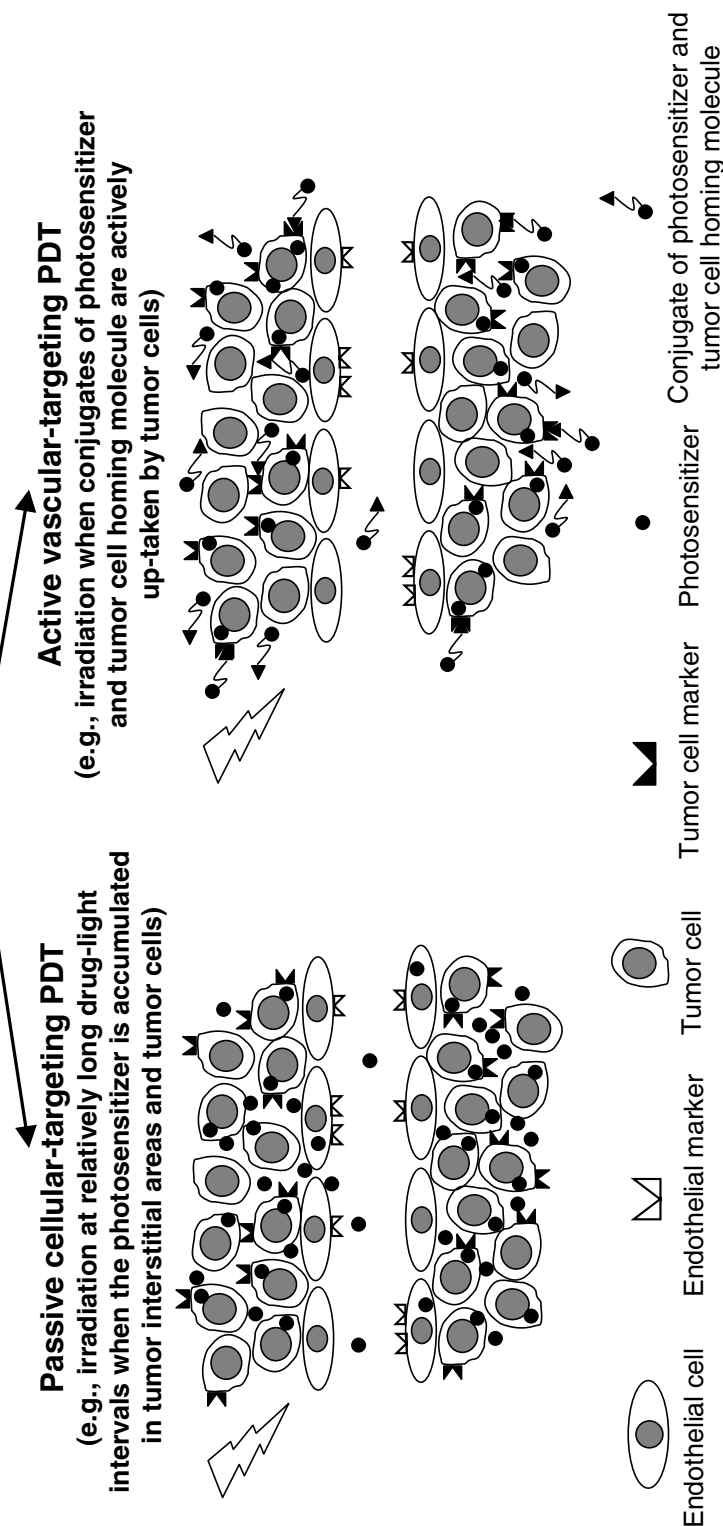 Passive cellular-targeting PDT
(e.g., irradiation at relatively long drug-light
intervals when the photosensitizer is accumulated
in tumor interstitial areas and tumor cells)
Active vascular-targeting PDT
(e.g., irradiation when conjugates of photosensitizer
and tumor cell homing molecule are actively
up-taken by tumor cells)
Endothelial cell
Endothelial marker
Tumor cell
Tumor cell marker
Photosensitizer
Conjugate of photosensitizer and
tumor cell homing molecule